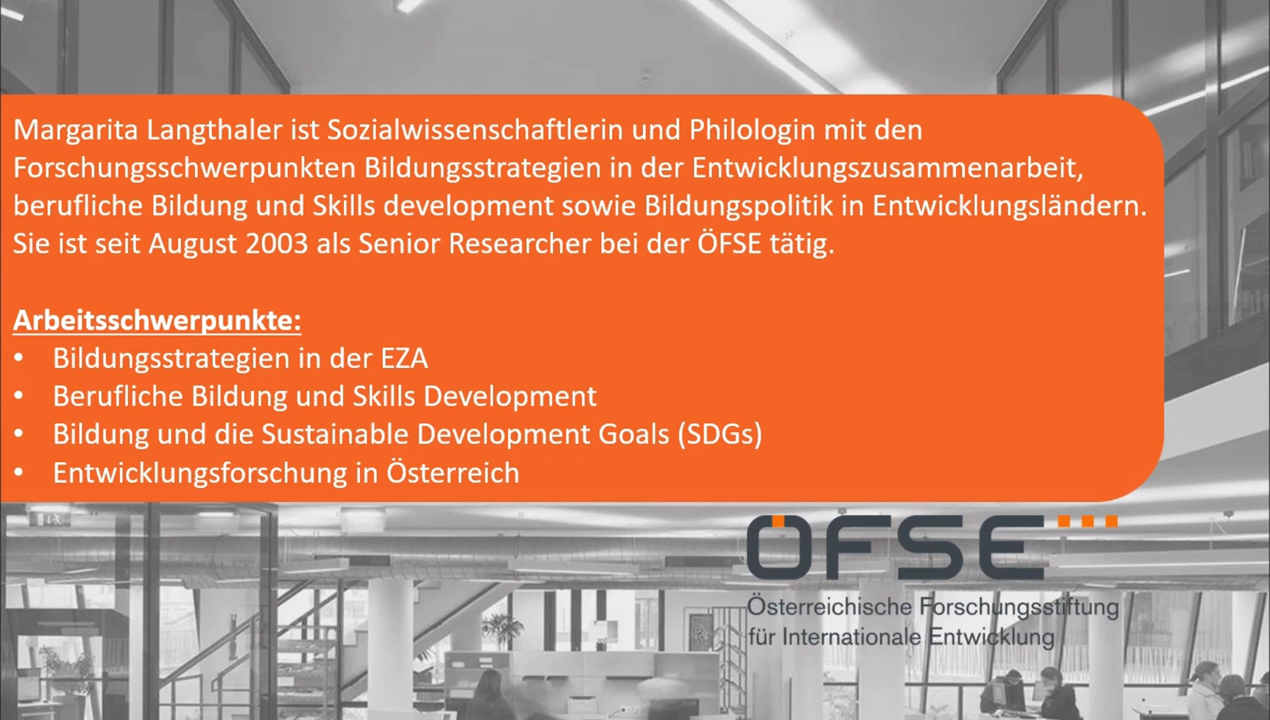 Margarita Langthaler ist Sozialwissenschaftlerin und Philologin mit den
Forschungsschwerpunkten Bildungsstrategien in der Entwicklungszusammenarbeit,
berufliche Bildung und Skills development sowie Bildungspolitik in Entwicklungsländern.
Sie ist seit August 2003 als Senior Researcher bei der ÖFSE tätig.
Arbeitsschwerpunkte:
• Bildungsstrategien in der EZA
• Berufliche Bildung und Skills Development
• Bildung und die Sustainable Development Goals (SDGs)
• Entwicklungsforschung in Österreich
ÖFSE
Österreichische Forschungsstiftung
für Internationale Entwicklung